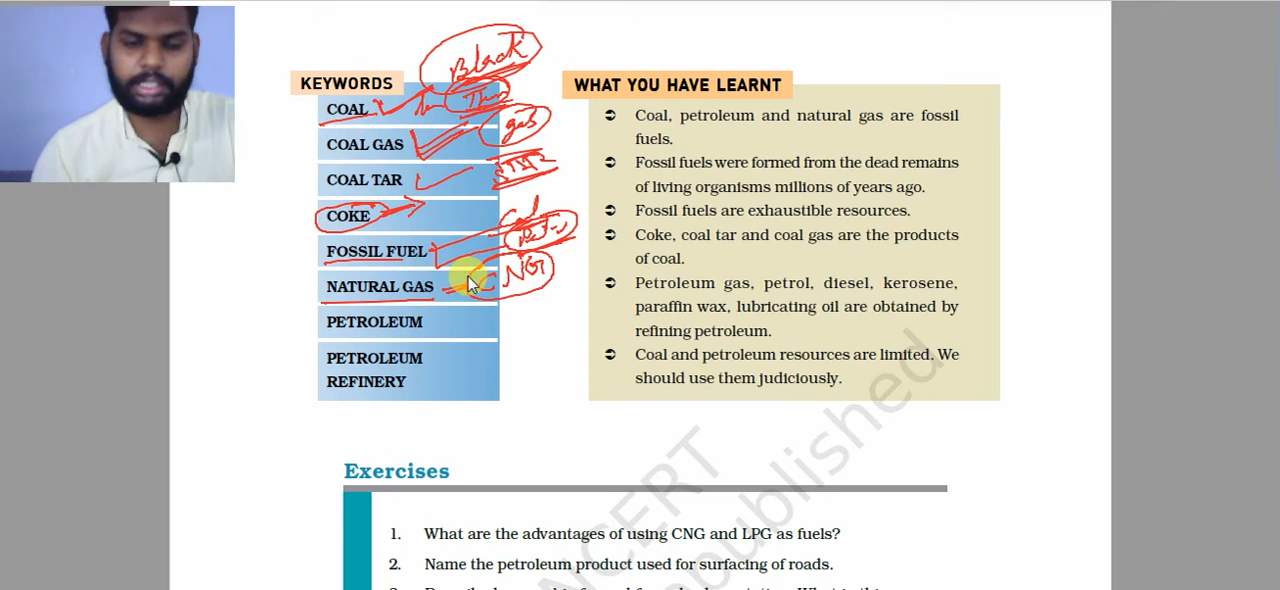 Black
KEYWORDS
WHAT YOU HAVE LEARNT
COAL
COAL GAS
gas
COAL TAR
COKE
FOSSIL FUEL
NATURAL GAS
NG
PETROLEUM
PETROLEUM
REFINERY
Coal, petroleum and natural gas are fossil
fuels.
Fossil fuels were formed from the dead remains
of living organisms millions of years ago.
Fossil fuels are exhaustible resources.
Coke, coal tar and coal gas are the products
of coal.
Petroleum gas, petrol, diesel, kerosene,
paraffin wax, lubricating oil are obtained by
refining petroleum.
Coal and petroleum resources are limited. We
should use them judiciously.
Exercises
1. What are the advantages of using CNG and LPG as fuels?
2. Name the petroleum product used for surfacing of roads.
NCERT
published